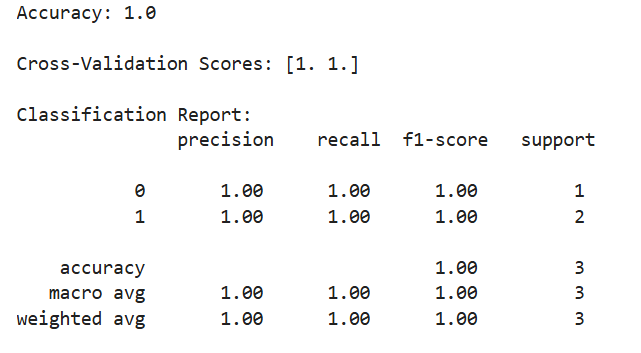 Accuracy: 1.0
Cross-Validation Scores: [1. 1.]
Classification Report:
precision recall f1-score support
0 1.00 1.00 1.00 1
1 1.00 1.00 1.00 2
accuracy 1.00 3
macro avg 1.00 1.00 1.00 3
weighted avg 1.00 1.00 1.00 3